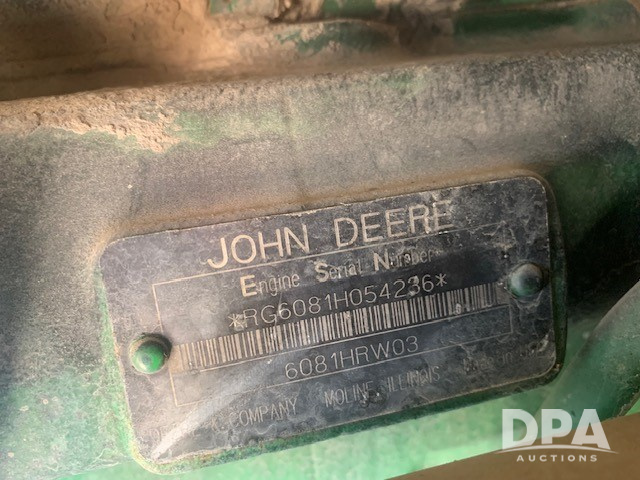 JOHN DEERE
Engine Serial Number
*RG6081H054236*
6081HRW03
& COMPANY MOLINE, ILLINOIS
DPA
AUCTIONS